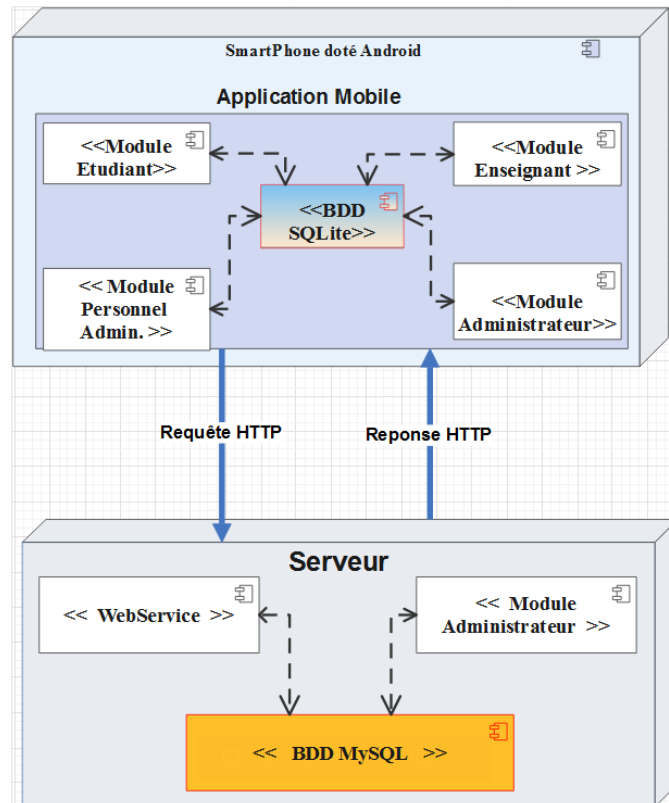 SmartPhone doté Android
Application Mobile
<<Module
Etudiant>>
<<Module
Enseignant >>
<<BDD
SQLite>>
<< Module
Personnel
Admin. >>
<<Module
Administrateur>>
Requête HTTP
Reponse HTTP
Serveur
<< WebService >>
<< Module
Administrateur >>
<< BDD MySQL >>